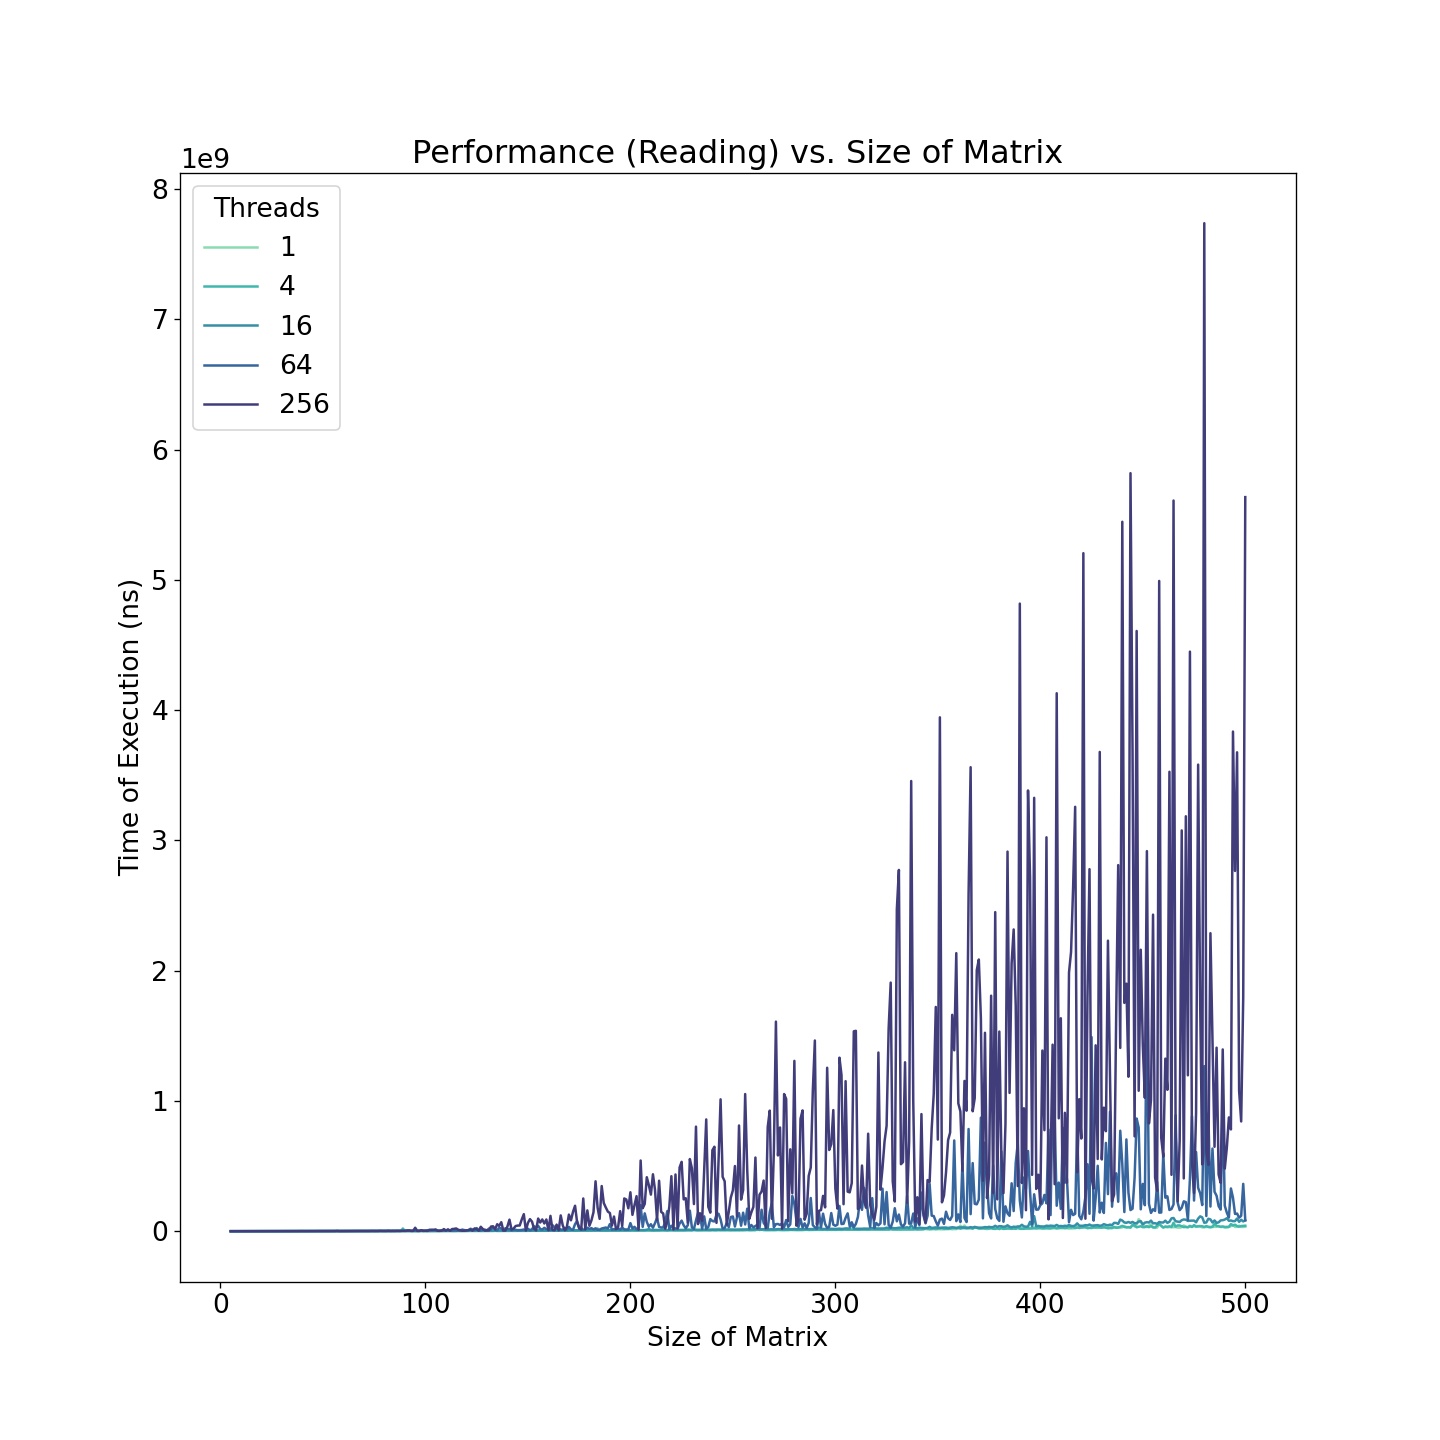 Performance (Reading) vs. Size of Matrix
1e9
8
7
6
5
4
3
2
1
0
Time of Execution (ns)
Threads
1
4
16
64
256
0 100 200 300 400 500
Size of Matrix